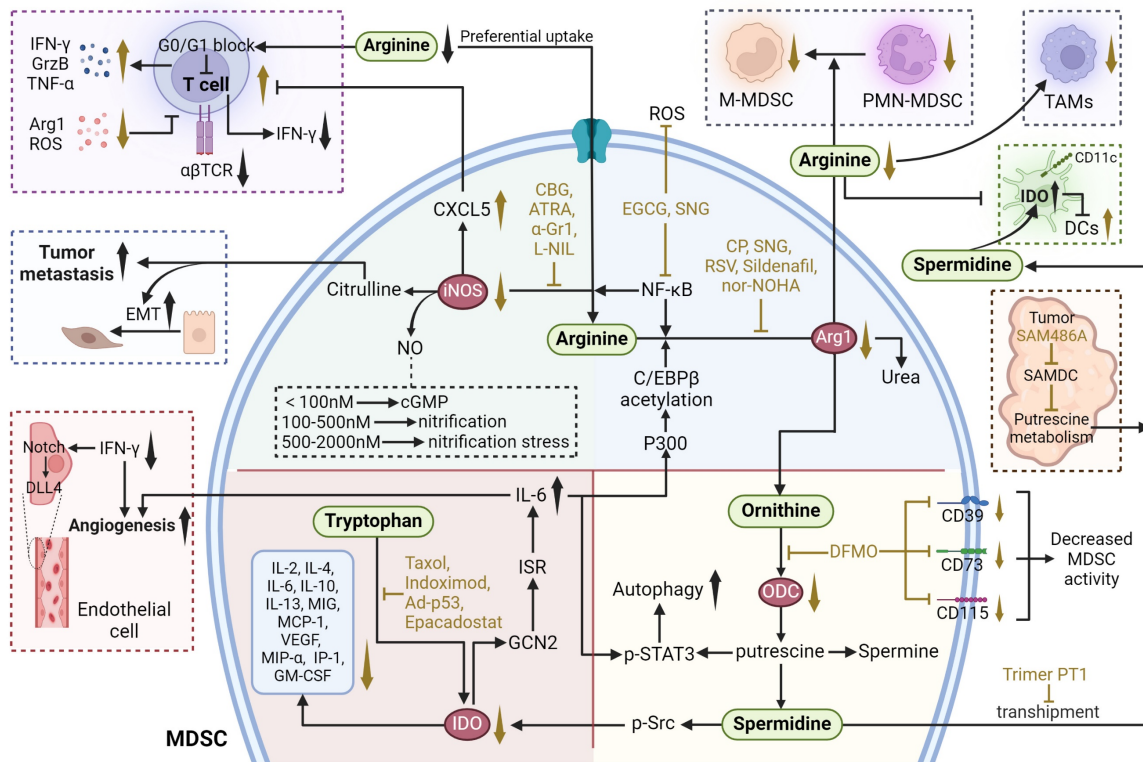 IFN-γ
GrzB
TNF-α
G0/G1 block
T cell
Arg1
ROS
IFN-γ
αβTCR
Arginine
Preferential uptake
M-MDSC
PMN-MDSC
TAMs
Arginine
CD11c
IDO
DCs
Spermidine
Tumor
metastasis
EMT
Citrulline
CXCL5
iNOS
NO
CBG,
ATRA,
α-Gr1,
L-NIL
ROS
EGCG, SNG
NF-κB
CP, SNG,
RSV, Sildenafil,
nor-NOHA
Arginine
Arg1
Urea
< 100nM
cGMP
100-500nM
nitrification
500-2000nM
nitrification stress
C/EBPβ
acetylation
P300
Tumor
SAM486A
SAMDC
Putrescine
metabolism
Notch
IFN-γ
DLL4
Angiogenesis
Endothelial
cell
IL-6
Tryptophan
Taxol,
Indoximod,
Ad-p53,
Epacadostat
ISR
GCN2
IL-2, IL-4,
IL-6, IL-10,
IL-13, MIG,
MCP-1,
VEGF,
MIP-α, IP-1,
GM-CSF
IDO
MDSC
Ornithine
DFMO
ODC
Autophagy
p-STAT3
putrescine
Spermine
p-Src
Spermidine
CD39
CD73
CD115
Decreased
MDSC
activity
Trimer PT1
transhipment